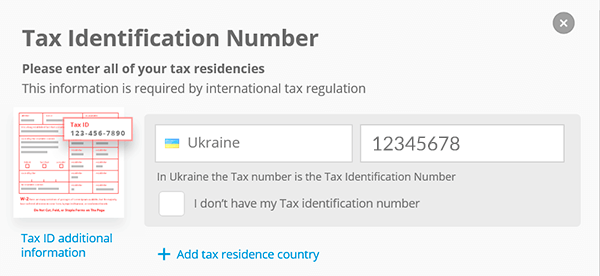 Tax Identification Number
Please enter all of your tax residencies
This information is required by international tax regulation
Tax ID
123-456-7890
W-2
Do Not Cut, Fold, or Staple Forms on This Page
Tax ID additional
information
Ukraine
12345678
In Ukraine the Tax number is the Tax Identification Number
I don't have my Tax identification number
+ Add tax residence country